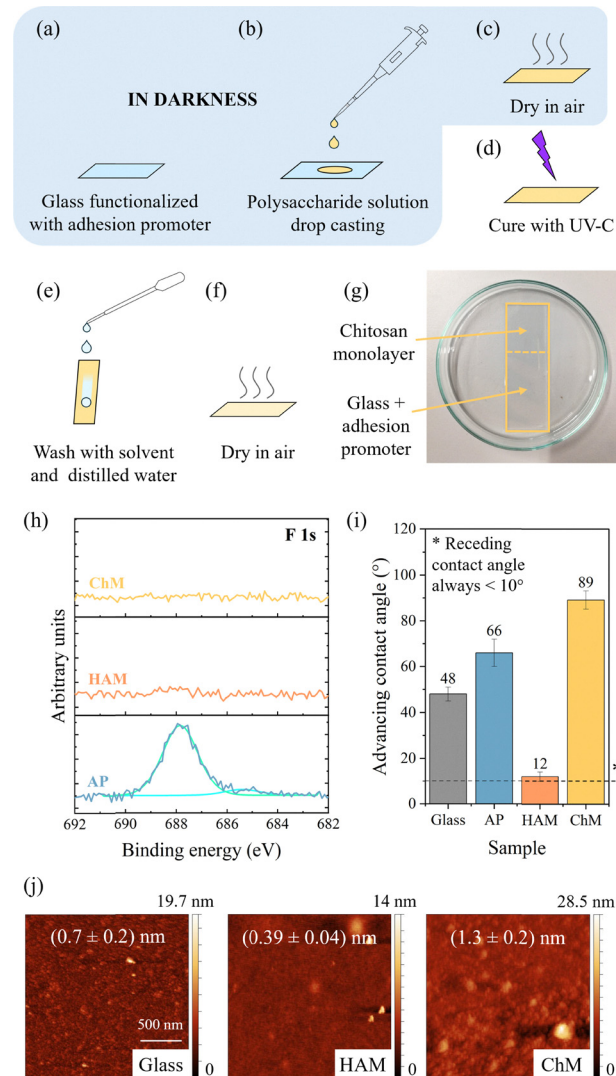 (a)
(b)
(c)
IN DARKNESS
Dry in air
(d)
Glass functionalized
with adhesion promoter
Polysaccharide solution
drop casting
Cure with UV-C
(e)
(f)
(g)
Chitosan
monolayer
Glass +
adhesion
promoter
Wash with solvent
and distilled water
Dry in air
(h)
F 1s
ChM
HAM
AP
Arbitrary units
692 690 688 686 684 682
Binding energy (eV)
(i)
* Receding
contact angle
always < 10°
Advancing contact angle (°)
120
100
80
60
40
20
0
48
66
12
89
*
Glass AP HAM ChM
Sample
(j)
19.7 nm
14 nm
28.5 nm
(0.7 ± 0.2) nm
(0.39 ± 0.04) nm
(1.3 ± 0.2) nm
500 nm
Glass
0
HAM
0
ChM
0